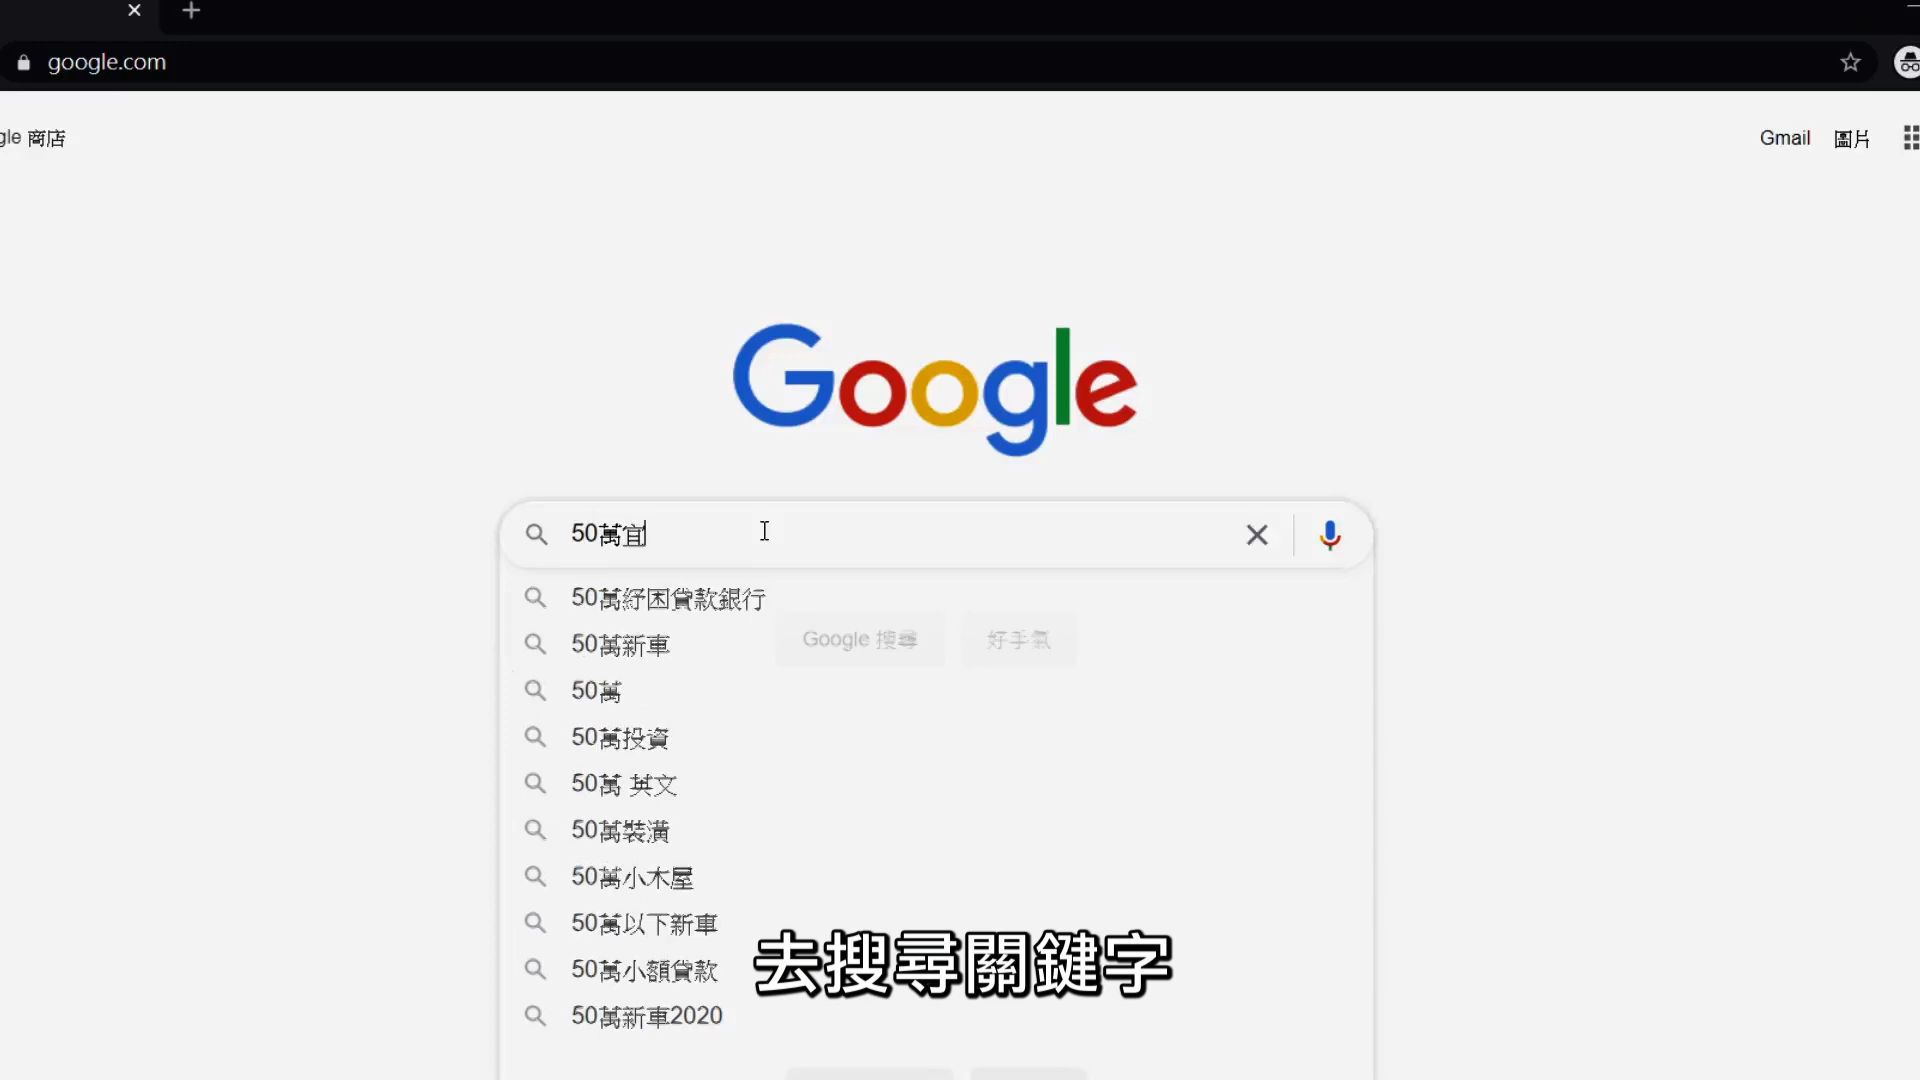 google.com
gle 商店
Gmail 圖片
Google
50萬宜
50萬紓困貸款銀行
50萬新車
Google 搜尋 好手氣
50萬
50萬投資
50萬 英文
50萬裝潢
50萬小木屋
50萬以下新車
50萬小額貸款
50萬新車2020
去搜尋關鍵字